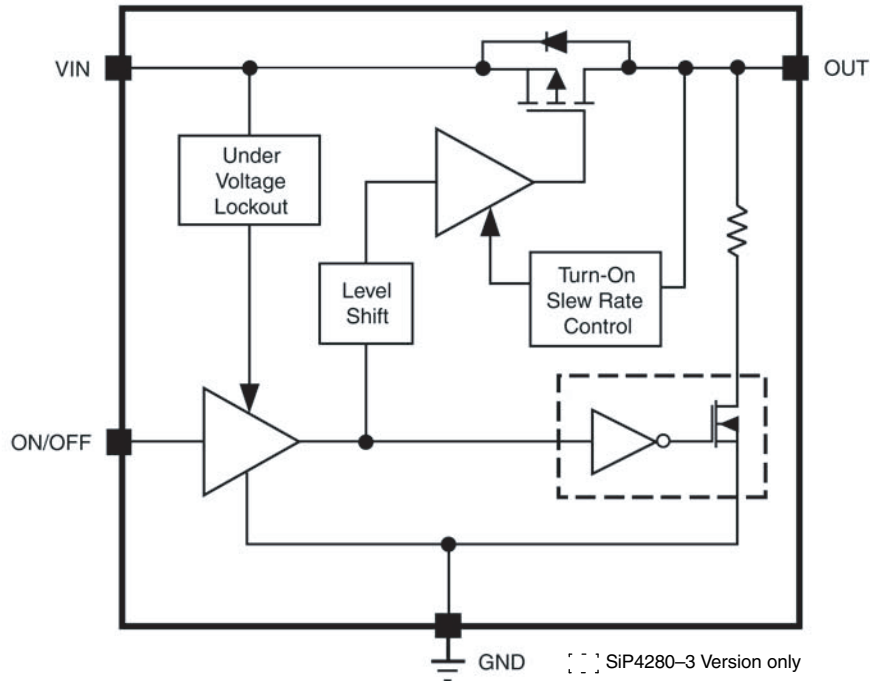 VIN
OUT
Under
Voltage
Lockout
Level
Shift
Turn-On
Slew Rate
Control
ON/OFF
GND
SiP4280–3 Version only